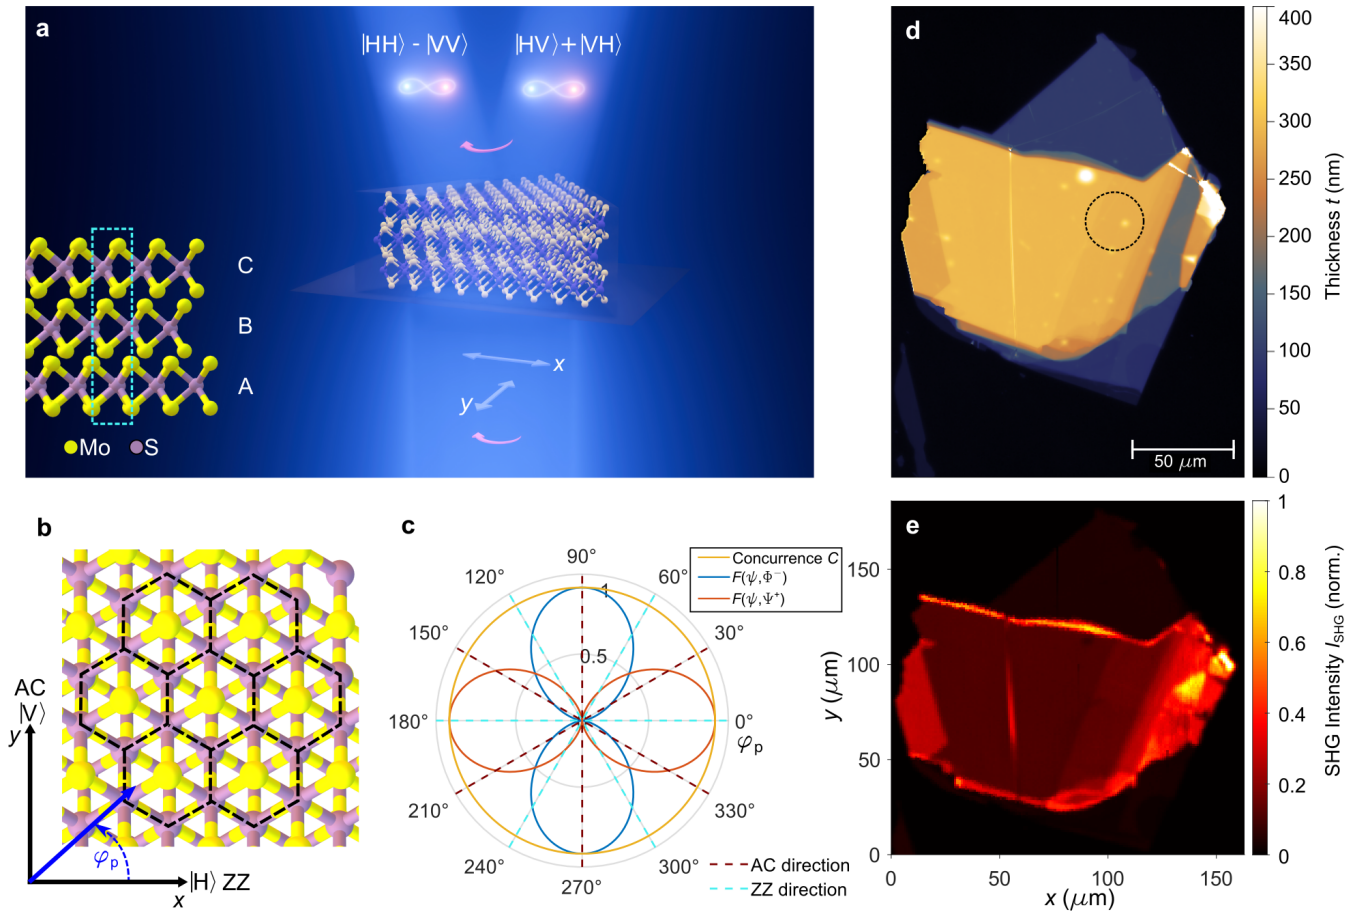 a
|HH⟩ - |VV⟩
|HV⟩+|VH⟩
C
B
A
x
y
Mo
S
b
AC
|V⟩
y
φp
|H⟩ ZZ
x
c
90°
120°
60°
150°
30°
180°
0°
φp
210°
330°
240°
300°
270°
1
0.5
Concurrence C
F(ψ,Φ⁻)
F(ψ,Ψ⁺)
AC direction
ZZ direction
d
50 μm
400
350
300
250
200
150
100
50
0
Thickness t (nm)
e
150
100
50
0
y (μm)
0
50
100
150
x (μm)
1
0.8
0.6
0.4
0.2
0
SHG Intensity I_SHG (norm.)